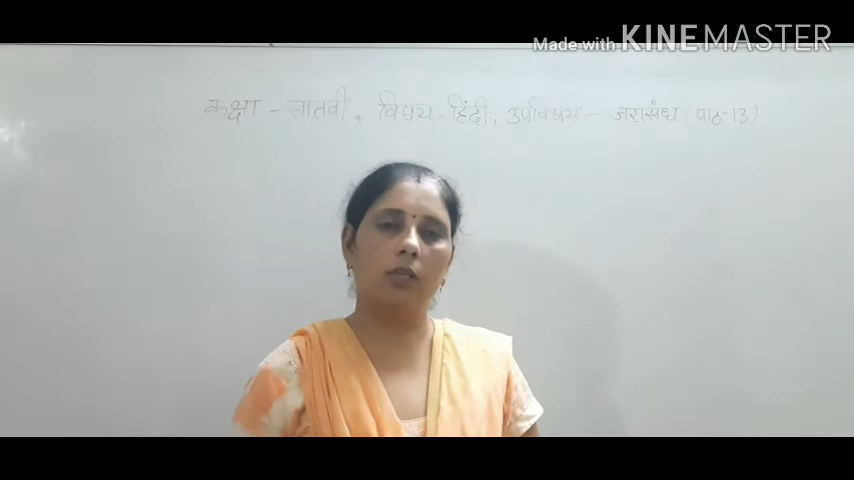 Made with KINEMASTER
कक्षा - सातवीं, विषय - हिंदी, उपविषय - जरासंध (पाठ-13)